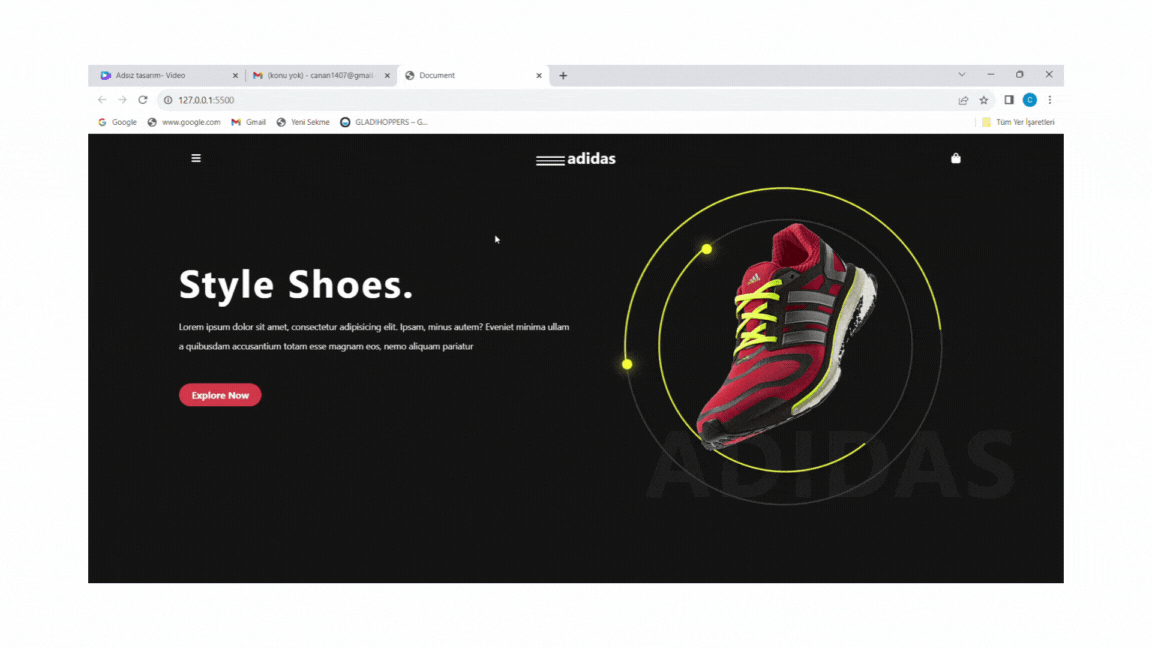 Adsız tasarım- Video
(konu yok) - canan1407@gmail
Document
127.0.0.1:5500
Google
www.google.com
Gmail
Yeni Sekme
GLADIHOPPERS – G...
Tüm Yer İşaretleri
C
adidas
Style Shoes.
Lorem ipsum dolor sit amet, consectetur adipisicing elit. Ipsam, minus autem? Eveniet minima ullam
a quibusdam accusantium totam esse magnam eos, nemo aliquam pariatur
Explore Now
ADIDAS